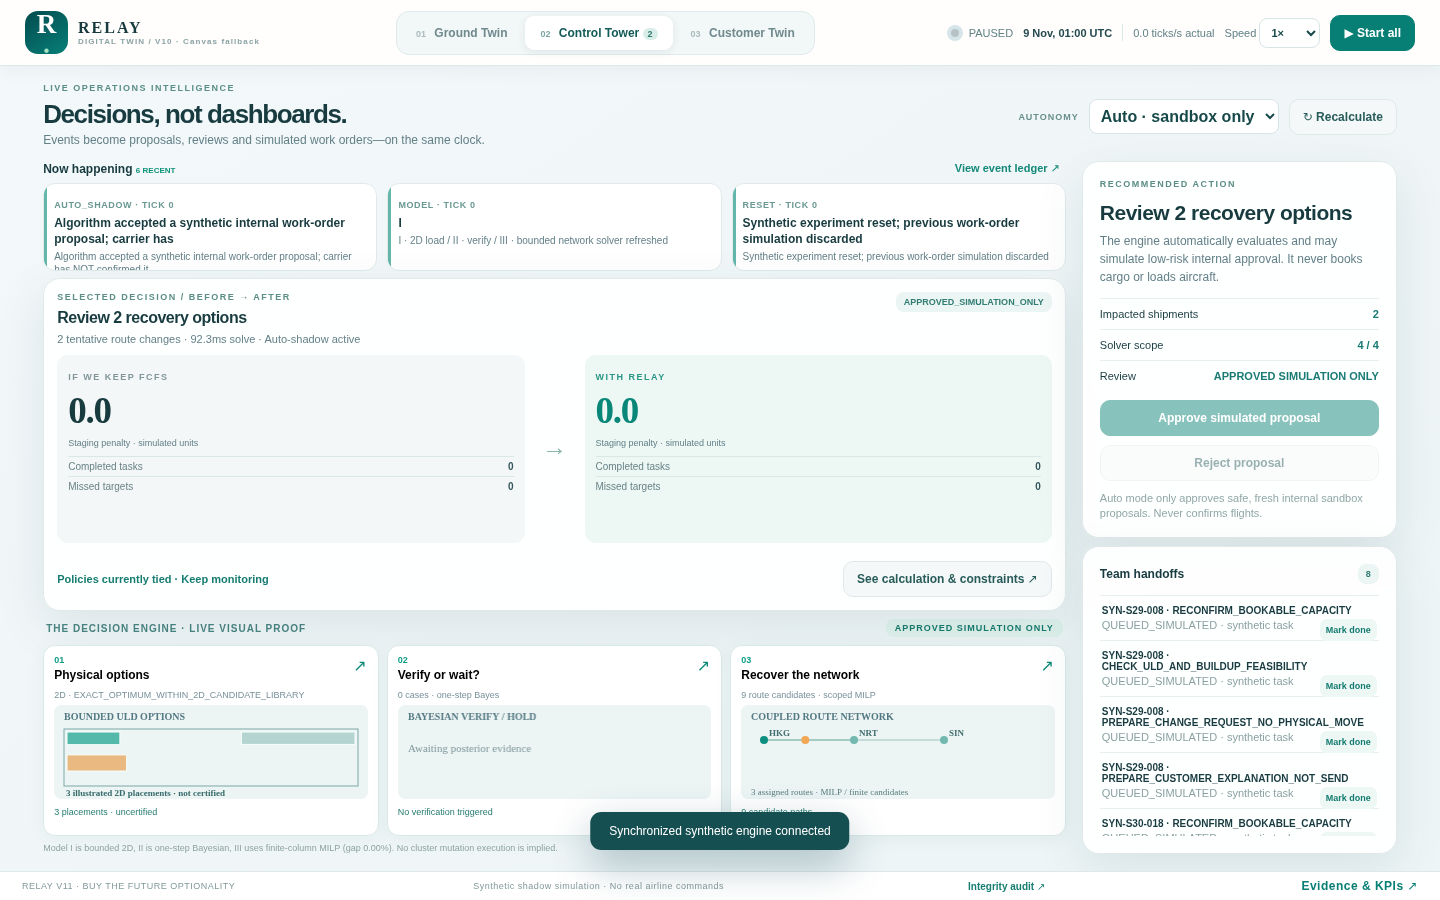 R
RELAY
DIGITAL TWIN / V10 · Canvas fallback
01 Ground Twin
02 Control Tower 2
03 Customer Twin
PAUSED 9 Nov, 01:00 UTC
0.0 ticks/s actual
Speed 1×
▶ Start all
LIVE OPERATIONS INTELLIGENCE
Decisions, not dashboards.
Events become proposals, reviews and simulated work orders—on the same clock.
AUTONOMY Auto · sandbox only
↻ Recalculate
Now happening 6 RECENT
View event ledger ↗
AUTO_SHADOW · TICK 0
Algorithm accepted a synthetic internal work-order
proposal; carrier has
Algorithm accepted a synthetic internal work-order proposal; carrier
has NOT confirmed it
MODEL · TICK 0
I
I · 2D load / II · verify / III · bounded network solver refreshed
RESET · TICK 0
Synthetic experiment reset; previous work-order
simulation discarded
Synthetic experiment reset; previous work-order simulation discarded
SELECTED DECISION / BEFORE → AFTER
APPROVED_SIMULATION_ONLY
Review 2 recovery options
2 tentative route changes · 92.3ms solve · Auto-shadow active
IF WE KEEP FCFS
0.0
Staging penalty · simulated units
Completed tasks 0
Missed targets 0
→
WITH RELAY
0.0
Staging penalty · simulated units
Completed tasks 0
Missed targets 0
Policies currently tied · Keep monitoring
See calculation & constraints ↗
THE DECISION ENGINE · LIVE VISUAL PROOF
APPROVED SIMULATION ONLY
01
Physical options
↗
2D · EXACT_OPTIMUM_WITHIN_2D_CANDIDATE_LIBRARY
BOUNDED ULD OPTIONS
3 illustrated 2D placements - not certified
3 placements · uncertified
02
Verify or wait?
↗
0 cases · one-step Bayes
BAYESIAN VERIFY / HOLD
Awaiting posterior evidence
No verification triggered
03
Recover the network
↗
9 route candidates · scoped MILP
COUPLED ROUTE NETWORK
HKG NRT SIN
3 assigned routes · MILP / finite candidates
9 candidate paths
Model I is bounded 2D, II is one-step Bayesian, III uses finite-column MILP (gap 0.00%). No cluster mutation execution is implied.
RECOMMENDED ACTION
Review 2 recovery options
The engine automatically evaluates and may
simulate low-risk internal approval. It never books
cargo or loads aircraft.
Impacted shipments 2
Solver scope 4 / 4
Review APPROVED SIMULATION ONLY
Approve simulated proposal
Reject proposal
Auto mode only approves safe, fresh internal sandbox
proposals. Never confirms flights.
Team handoffs 8
SYN-S29-008 · RECONFIRM_BOOKABLE_CAPACITY
QUEUED_SIMULATED · synthetic task
Mark done
SYN-S29-008 ·
CHECK_ULD_AND_BUILDUP_FEASIBILITY
QUEUED_SIMULATED · synthetic task
Mark done
SYN-S29-008 ·
PREPARE_CHANGE_REQUEST_NO_PHYSICAL_MOVE
QUEUED_SIMULATED · synthetic task
Mark done
SYN-S29-008 ·
PREPARE_CUSTOMER_EXPLANATION_NOT_SEND
QUEUED_SIMULATED · synthetic task
Mark done
SYN-S30-018 · RECONFIRM_BOOKABLE_CAPACITY
Synchronized synthetic engine connected
RELAY V11 · BUY THE FUTURE OPTIONALITY
Synthetic shadow simulation · No real airline commands
Integrity audit ↗
Evidence & KPIs ↗